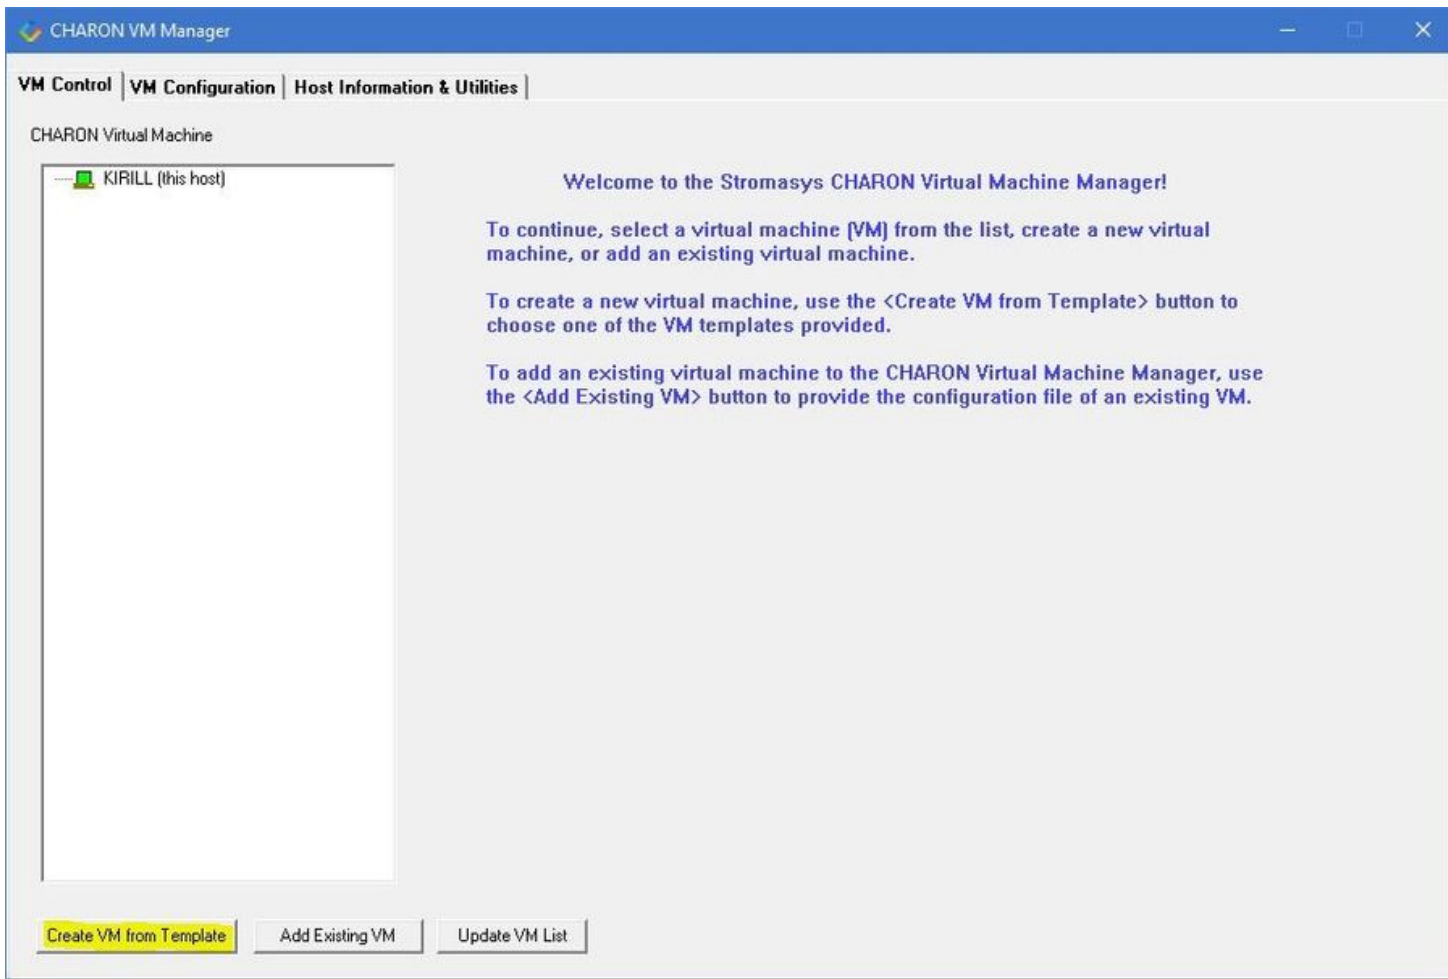 CHARON VM Manager
VM Control | VM Configuration | Host Information & Utilities
CHARON Virtual Machine
KIRILL (this host)
Welcome to the Stromasys CHARON Virtual Machine Manager!
To continue, select a virtual machine (VM) from the list, create a new virtual
machine, or add an existing virtual machine.
To create a new virtual machine, use the <Create VM from Template> button to
choose one of the VM templates provided.
To add an existing virtual machine to the CHARON Virtual Machine Manager, use
the <Add Existing VM> button to provide the configuration file of an existing VM.
Create VM from Template Add Existing VM Update VM List